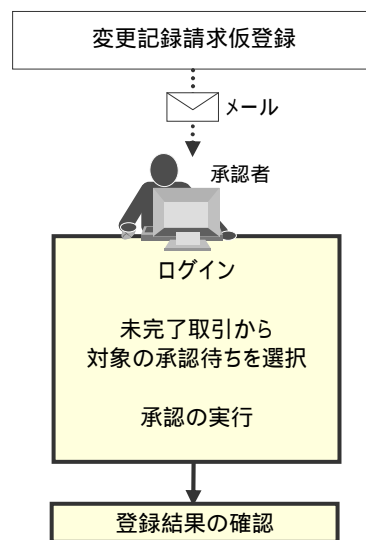 変更記録請求仮登録
メール
承認者
ログイン
未完了取引から
対象の承認待ちを選択
承認の実行
登録結果の確認